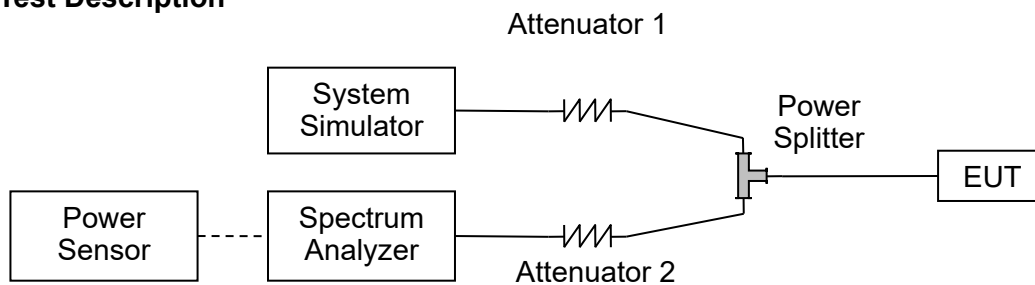 Test Description
Attenuator 1
System
Simulator
Power
Splitter
EUT
Power
Sensor
Spectrum
Analyzer
Attenuator 2